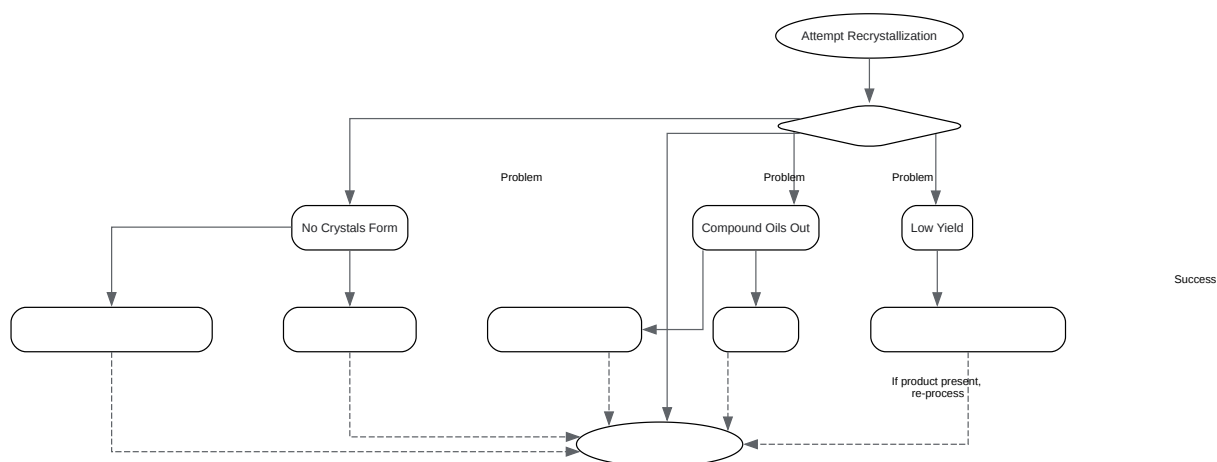 Attempt Recrystallization
Problem
Problem
Problem
No Crystals Form
Compound Oils Out
Low Yield
Success
If product present,
re-process